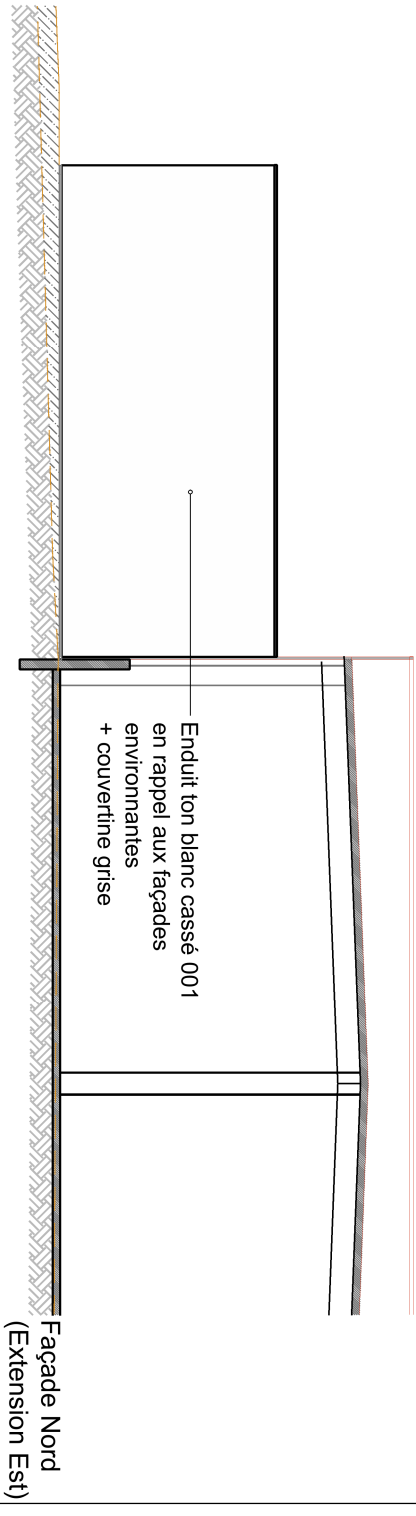 Enduit ton blanc cassé 001
en rappel aux façades
environnantes
+ couvertine grise
Façade Nord
(Extension Est)